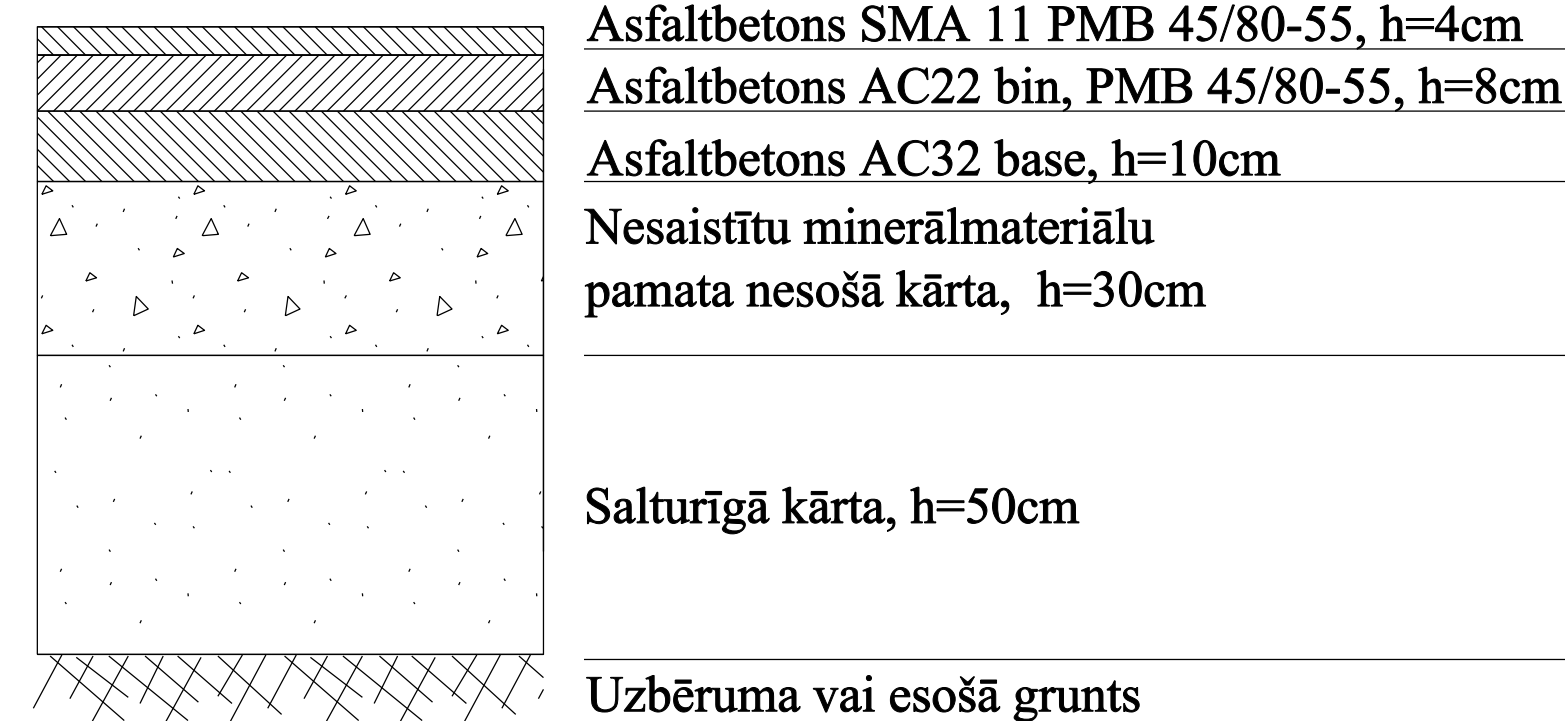 Asfaltbetons SMA 11 PMB 45/80-55, h=4cm
Asfaltbetons AC22 bin, PMB 45/80-55, h=8cm
Asfaltbetons AC32 base, h=10cm
Nesaistītu minerālmateriālu
pamata nesošā kārta, h=30cm
Salturīgā kārta, h=50cm
Uzbēruma vai esošā grunts